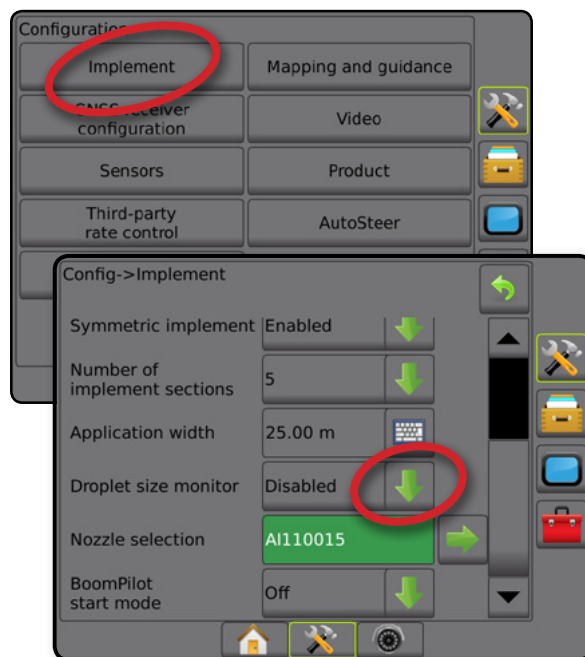 Configuration
Implement
Mapping and guidance
GNSS receiver
configuration
Video
Sensors
Product
Third-party
rate control
AutoSteer
Config->Implement
Symmetric implement
Enabled
Number of
implement sections
5
Application width
25.00 m
Droplet size monitor
Disabled
Nozzle selection
AI110015
BoomPilot
start mode
Off